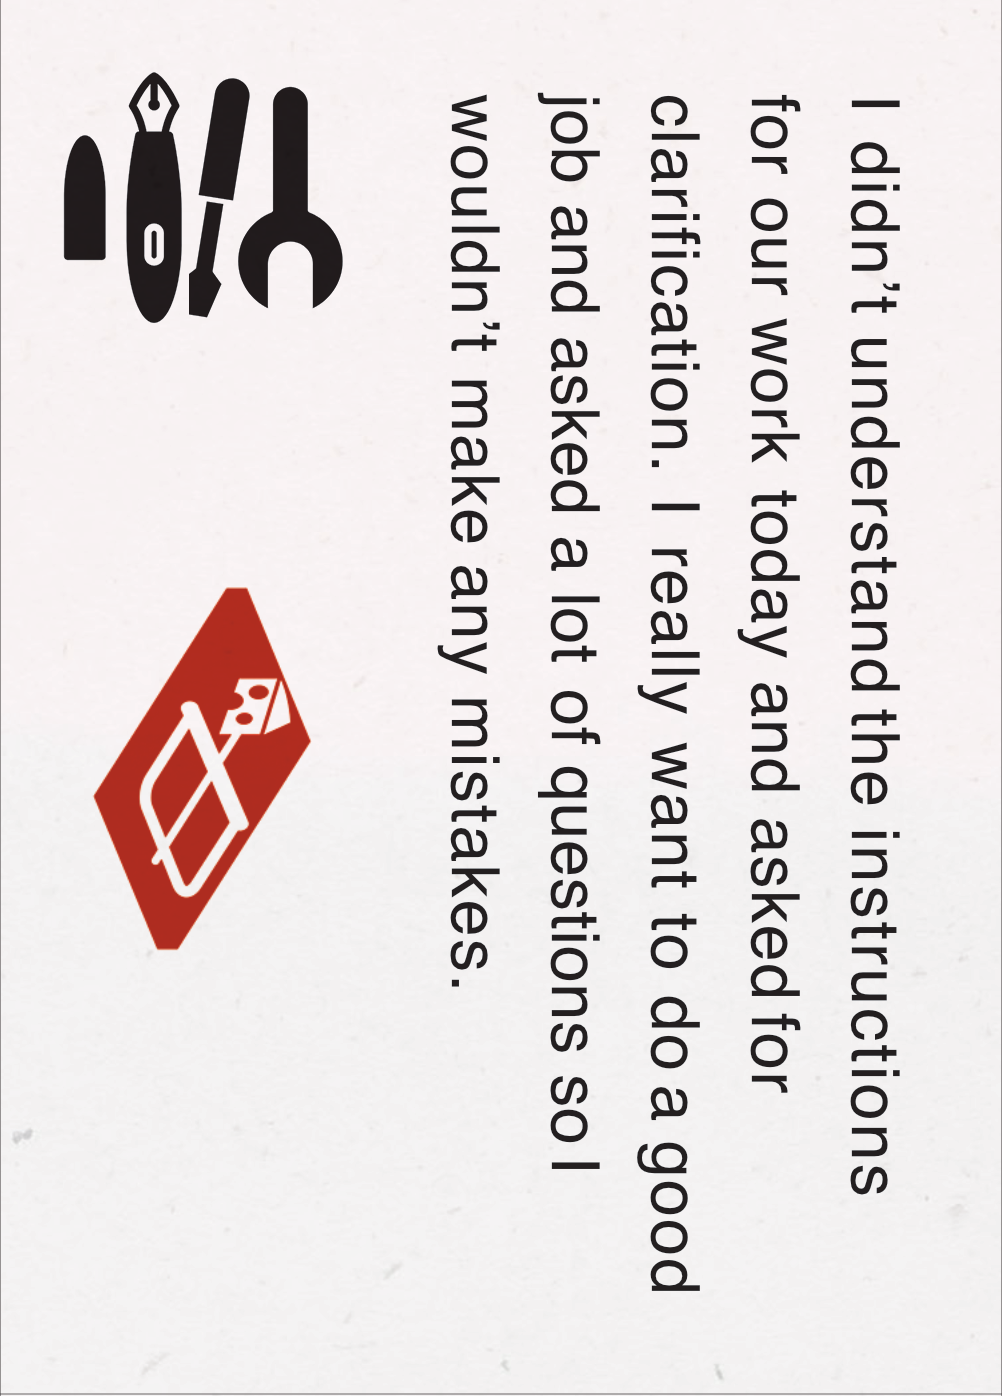 I didn’t understand the instructions
for our work today and asked for
clarification. I really want to do a good
job and asked a lot of questions so I
wouldn’t make any mistakes.